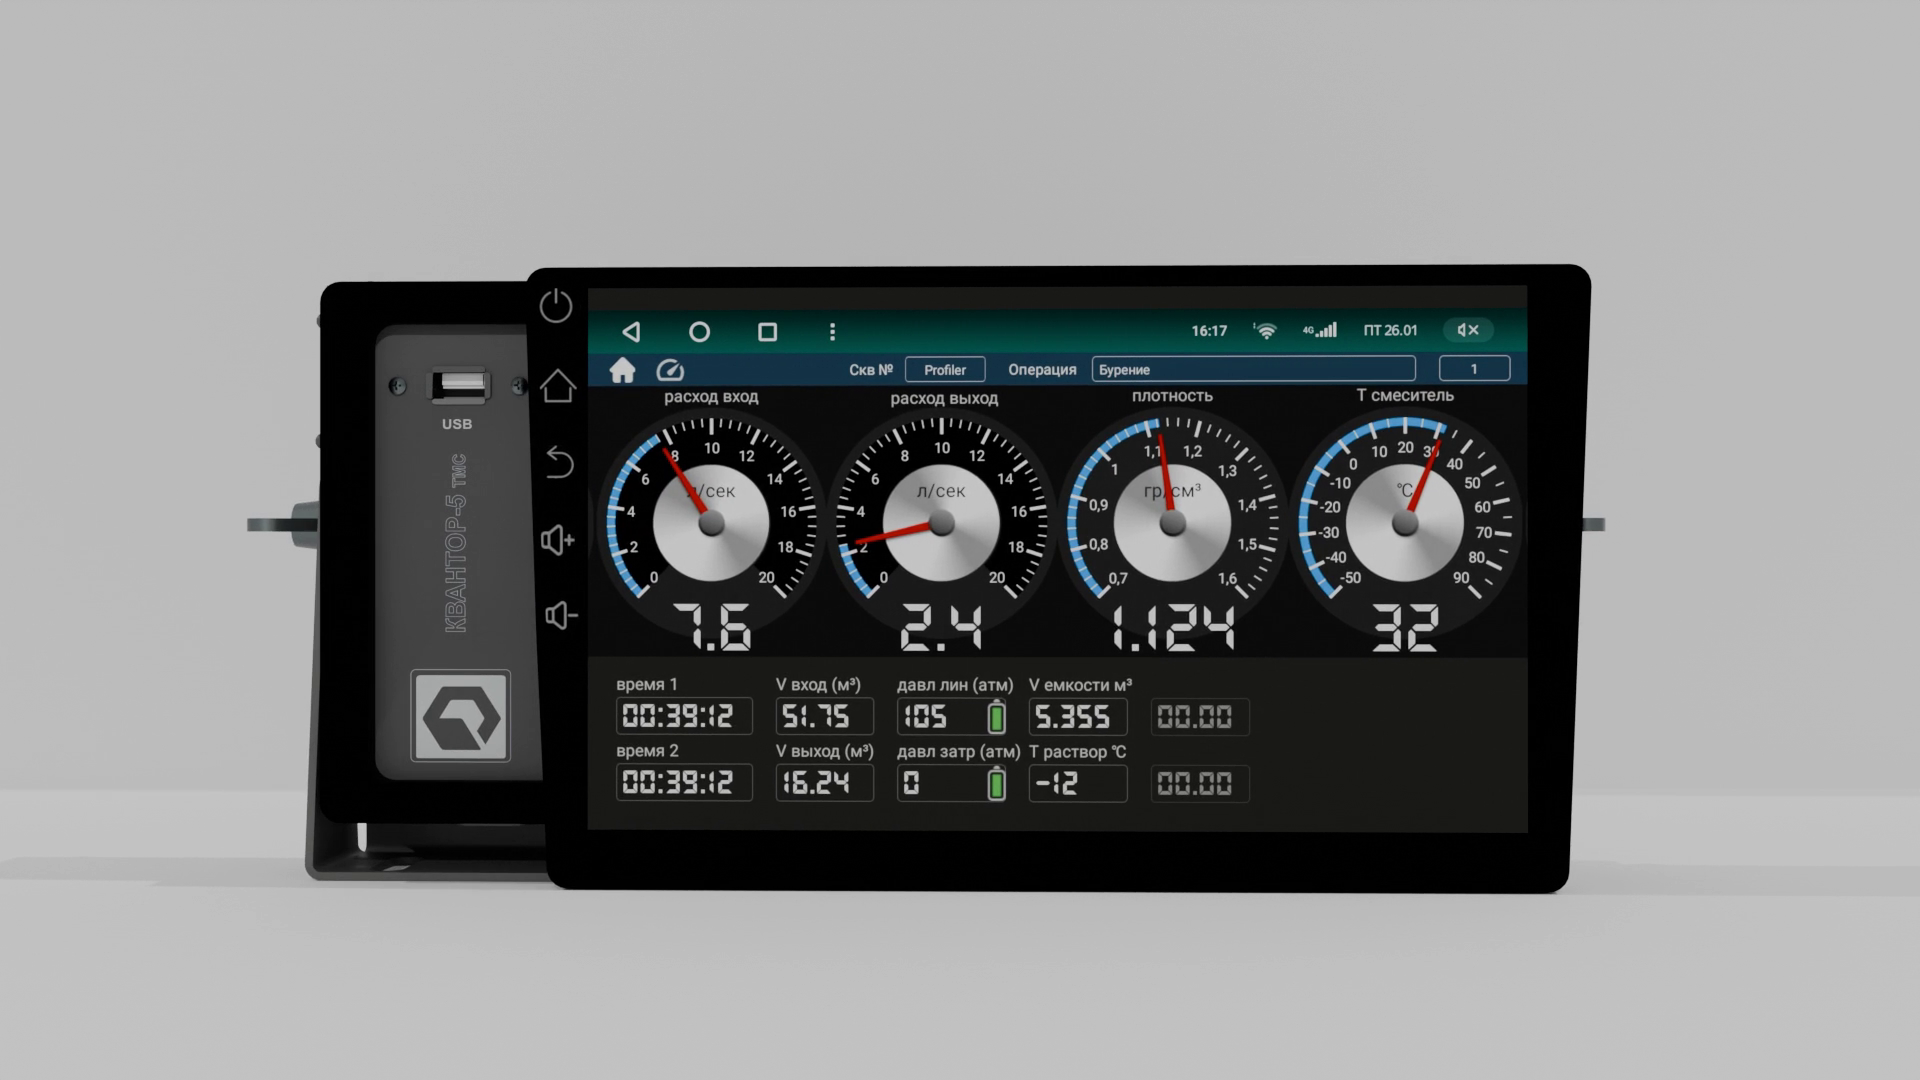 USB
КВАНТОР-5 ТМС
16:17 4G ПТ 26.01
Скв № Profiler Операция Бурение 1
расход вход
0 2 4 6 8 10 12 14 16 18 20
л/сек
7.6
расход выход
0 2 4 6 8 10 12 14 16 18 20
л/сек
2.4
плотность
0,7 0,8 0,9 1 1,1 1,2 1,3 1,4 1,5 1,6
гр/см³
1.124
Т смеситель
-50 -40 -30 -20 -10 0 10 20 30 40 50 60 70 80 90
°C
32
время 1 V вход (м³) давл лин (атм) V емкости м³
00:39:12 51.75 105 5.355 00.00
время 2 V выход (м³) давл затр (атм) Т раствор °C
00:39:12 16.24 0 -12 00.00